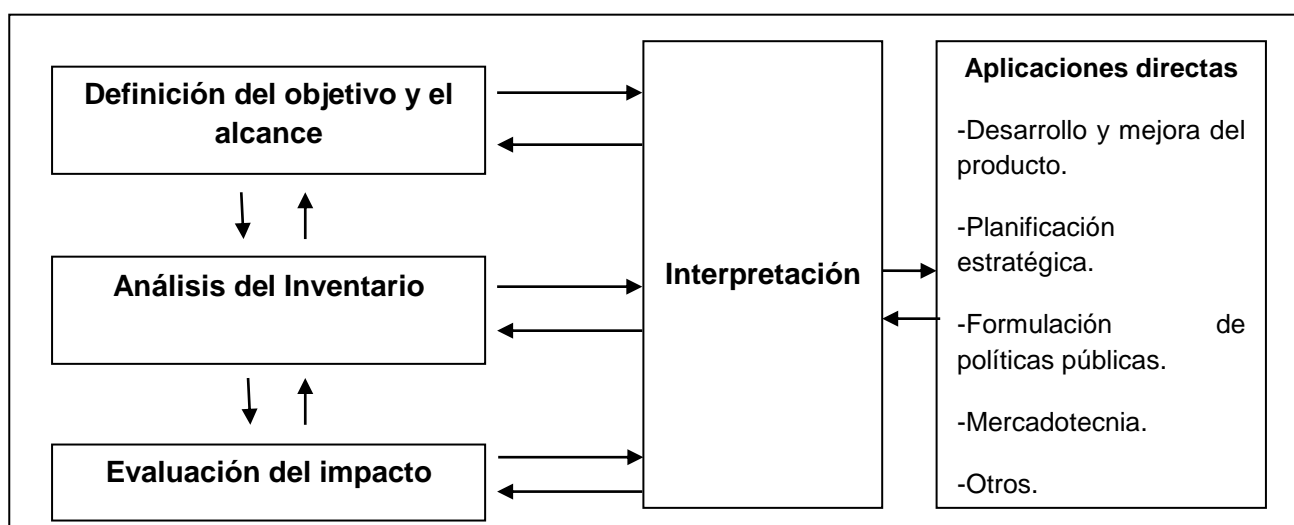 Definición del objetivo y el
alcance
Análisis del Inventario
Evaluación del impacto
Interpretación
Aplicaciones directas
-Desarrollo y mejora del
producto.
-Planificación
estratégica.
-Formulación de
políticas públicas.
-Mercadotecnia.
-Otros.